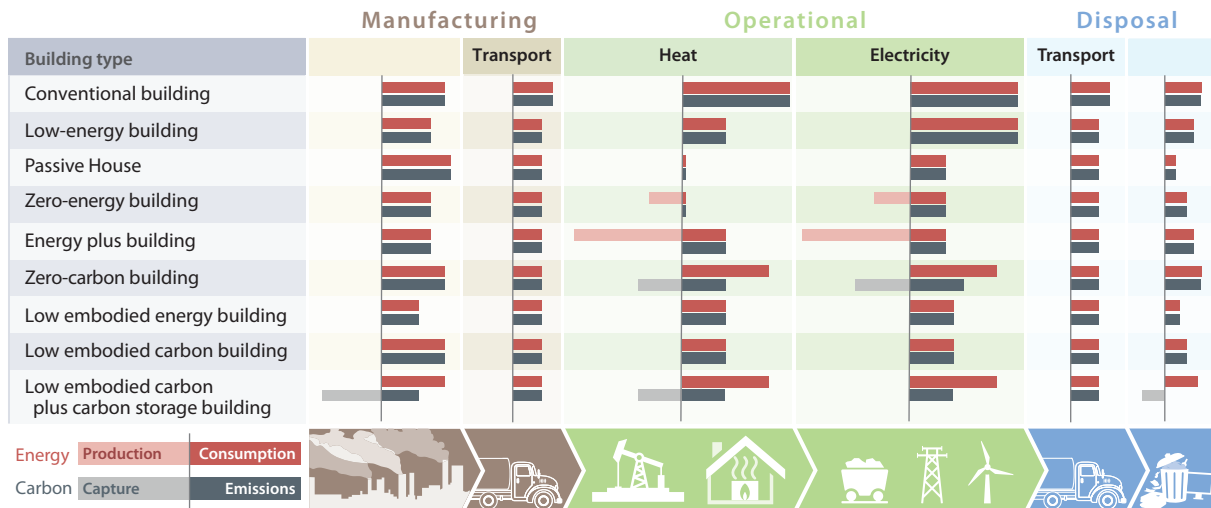 Manufacturing Operational Disposal
Building type Transport Heat Electricity Transport
Conventional building
Low-energy building
Passive House
Zero-energy building
Energy plus building
Zero-carbon building
Low embodied energy building
Low embodied carbon building
Low embodied carbon
plus carbon storage building
Energy Production Consumption
Carbon Capture Emissions